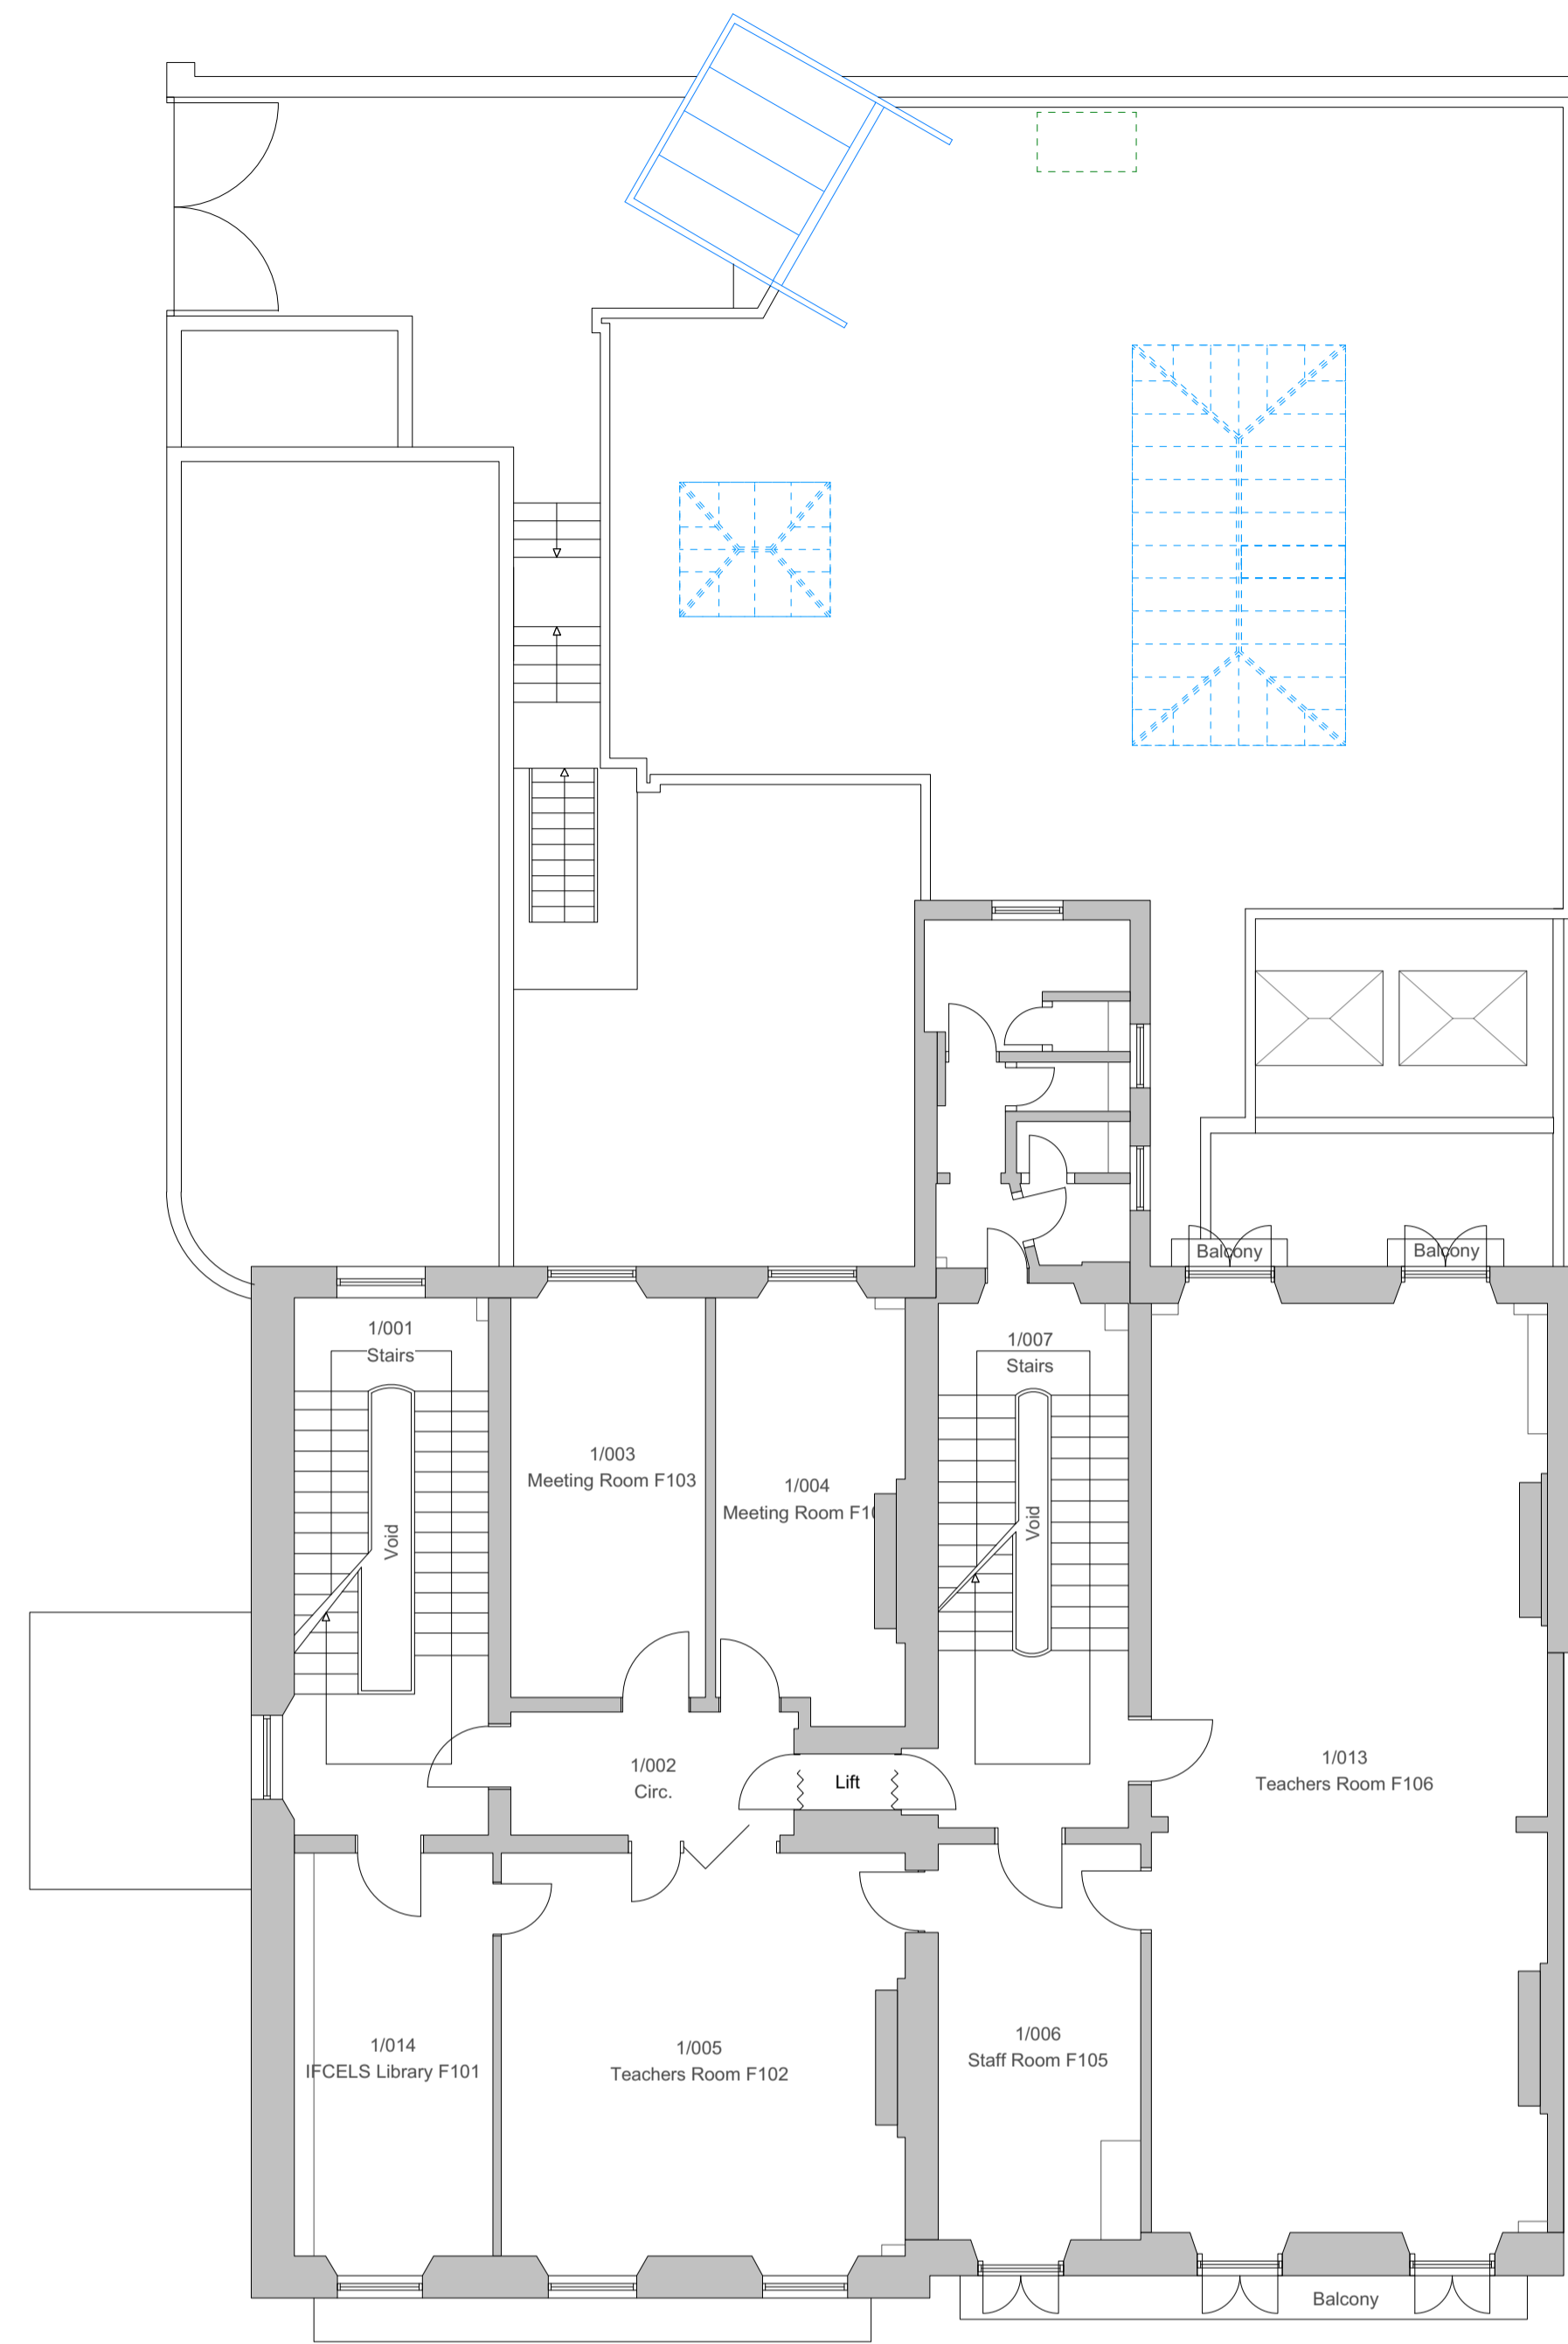 Balcony
Balcony
1/001
Stairs
1/007
Stairs
1/003
Meeting Room F103
1/004
Meeting Room
Void
Void
1/002
Circ.
Lift
1/013
Teachers Room F106
1/014
IFCELS Library F101
1/005
Teachers Room F102
1/006
Staff Room F105
Balcony